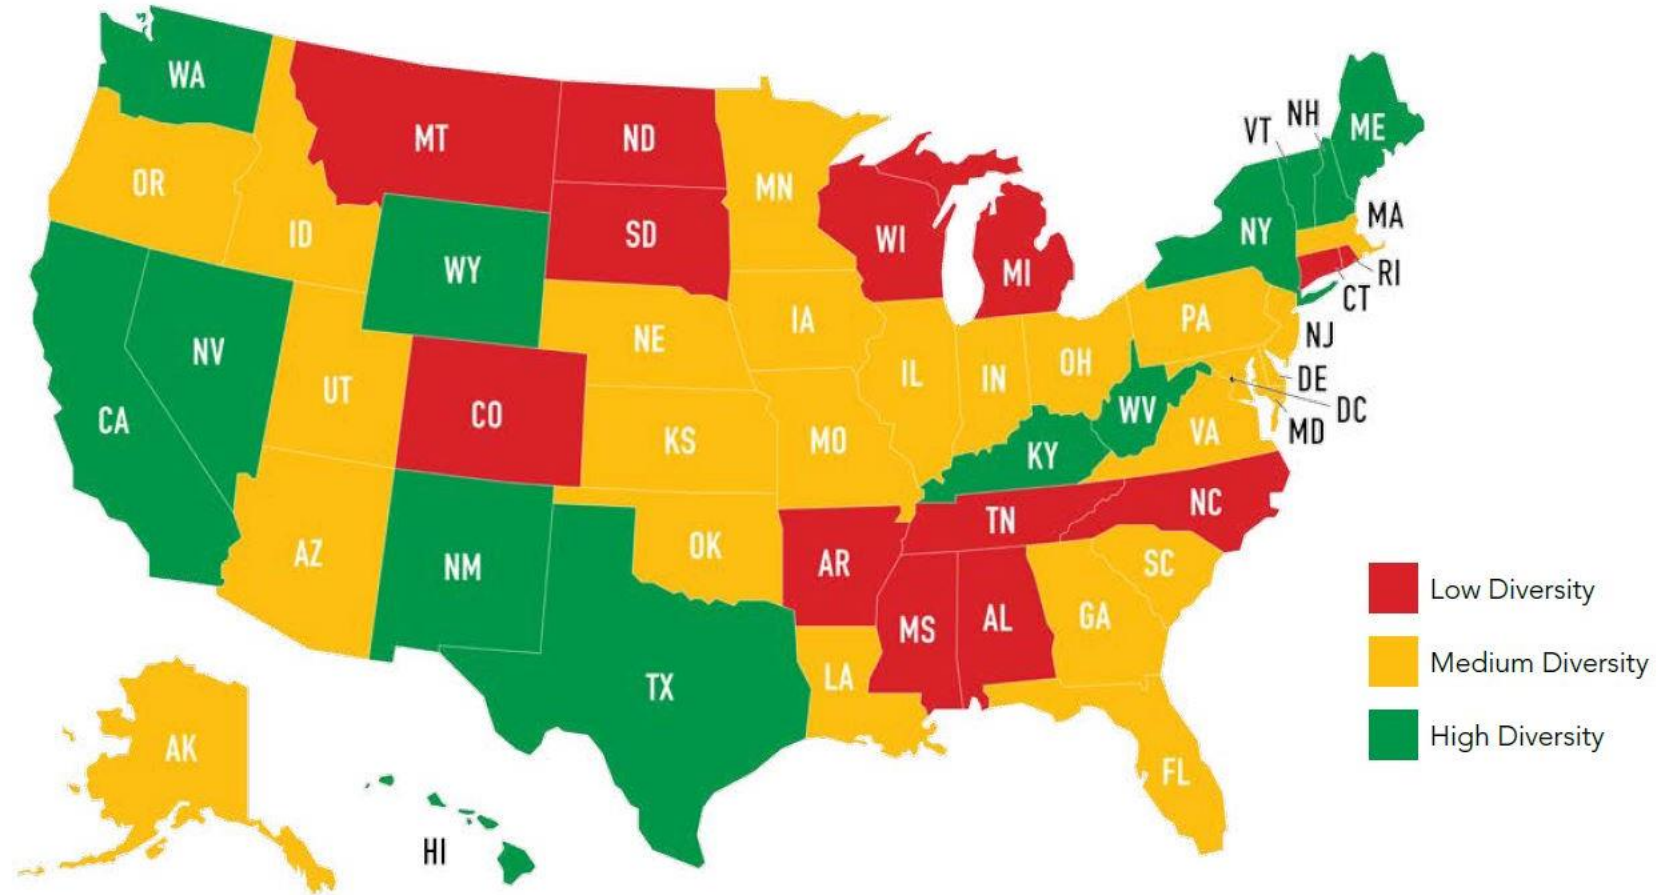 WA
MT
ND
OR
ID
WY
SD
MN
WI
MI
VT
NH
ME
NY
MA
RI
CT
NJ
PA
DE
DC
MD
NV
CA
UT
CO
NE
IA
IL
IN
OH
WV
VA
KS
MO
KY
AZ
NM
OK
AR
TN
NC
SC
MS
AL
GA
TX
LA
FL
AK
HI
Low Diversity
Medium Diversity
High Diversity